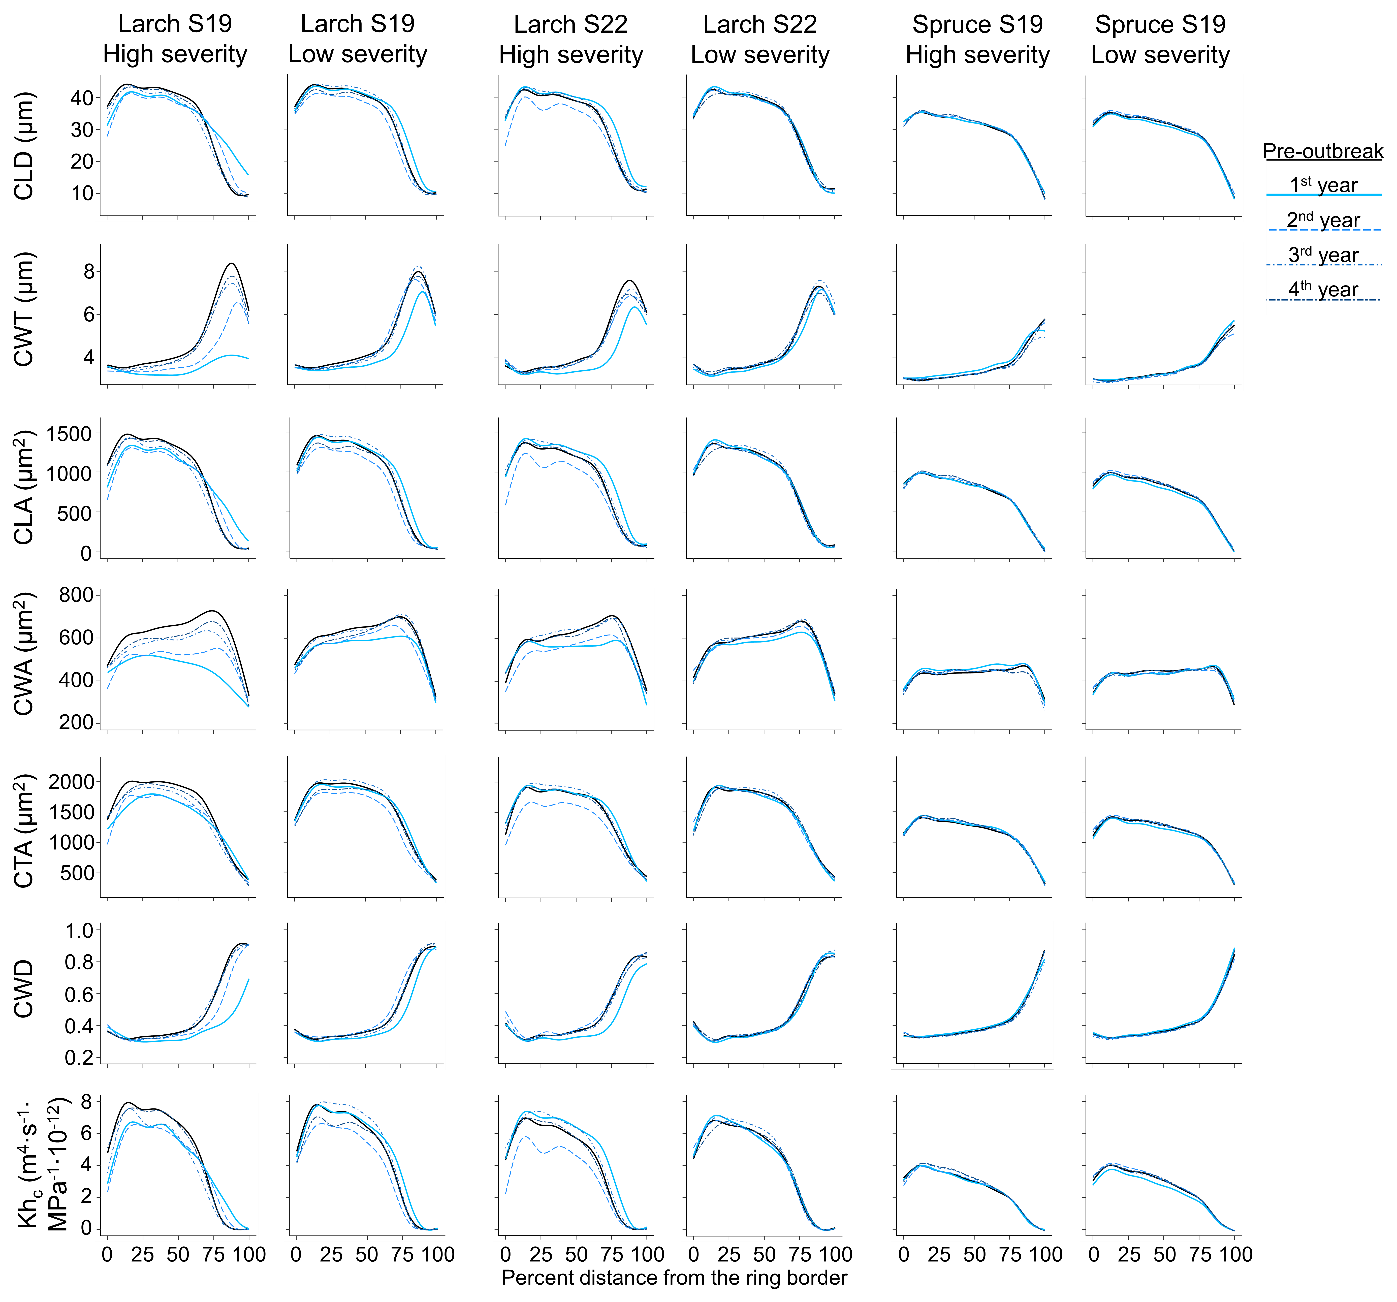 Larch S19 Larch S19 Larch S22 Larch S22 Spruce S19 Spruce S19
High severity Low severity High severity Low severity High severity Low severity
CLD (µm)
40
30
20
10
Pre-outbreak
1st year
2nd year
3rd year
4th year
CWT (µm)
8
6
4
CLA (µm²)
1500
1000
500
0
CWA (µm²)
800
600
400
200
CTA (µm²)
2000
1500
1000
500
CWD
1.0
0.8
0.6
0.4
0.2
Khc (m⁴·s⁻¹·
MPa⁻¹·10⁻¹²)
8
6
4
2
0
0 25 50 75 100 0 25 50 75 100 0 25 50 75 100 0 25 50 75 100 0 25 50 75 100 0 25 50 75 100
Percent distance from the ring border